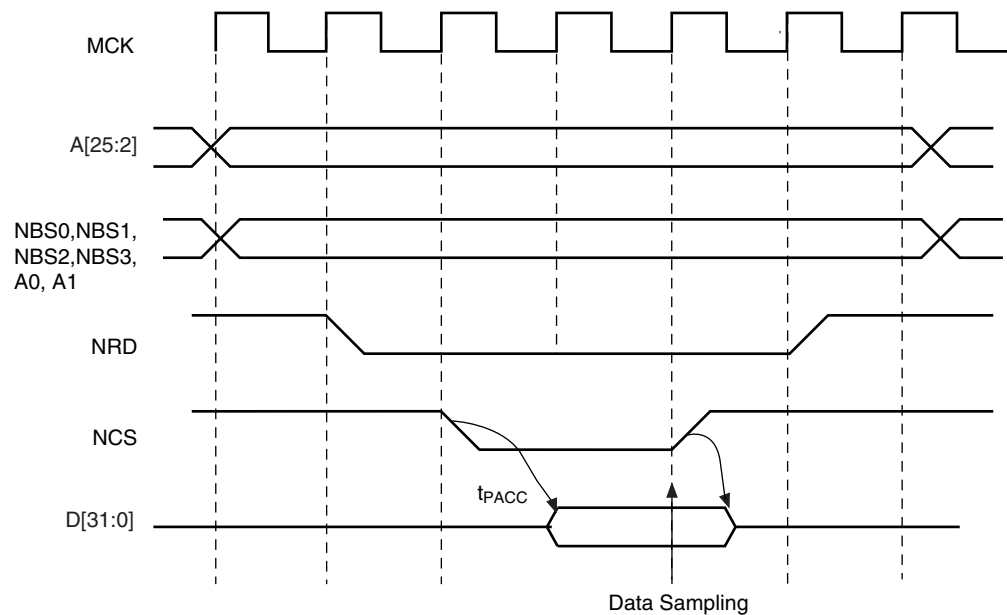 MCK
A[25:2]
NBS0,NBS1,
NBS2,NBS3,
A0, A1
NRD
NCS
tPACC
D[31:0]
Data Sampling